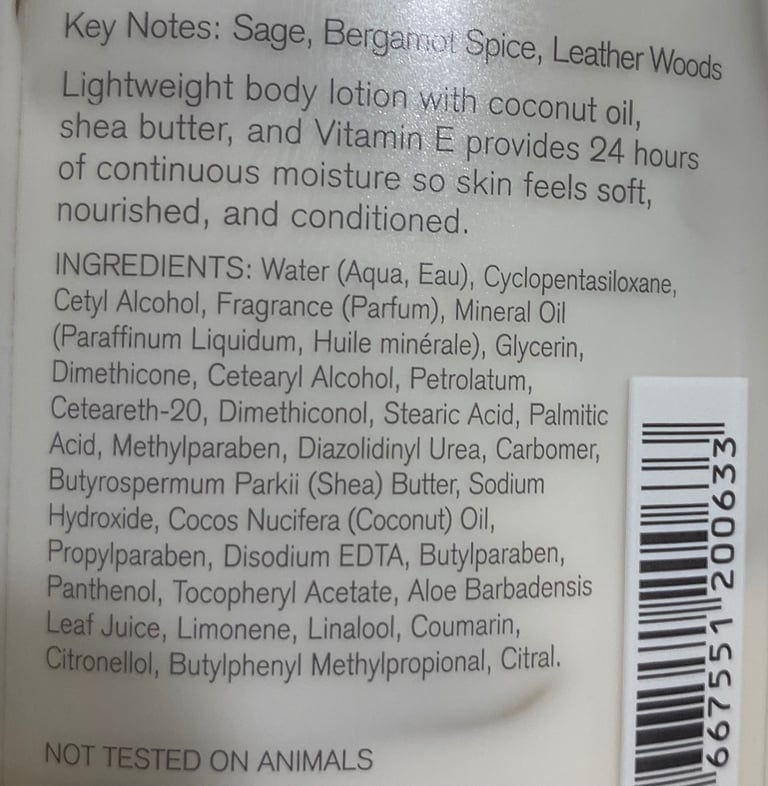 Key Notes: Sage, Bergamot Spice, Leather Woods
Lightweight body lotion with coconut oil,
shea butter, and Vitamin E provides 24 hours
of continuous moisture so skin feels soft,
nourished, and conditioned.
INGREDIENTS: Water (Aqua, Eau), Cyclopentasiloxane,
Cetyl Alcohol, Fragrance (Parfum), Mineral Oil
(Paraffinum Liquidum, Huile minérale), Glycerin,
Dimethicone, Cetearyl Alcohol, Petrolatum,
Ceteareth-20, Dimethiconol, Stearic Acid, Palmitic
Acid, Methylparaben, Diazolidinyl Urea, Carbomer,
Butyrospermum Parkii (Shea) Butter, Sodium
Hydroxide, Cocos Nucifera (Coconut) Oil,
Propylparaben, Disodium EDTA, Butylparaben,
Panthenol, Tocopheryl Acetate, Aloe Barbadensis
Leaf Juice, Limonene, Linalool, Coumarin,
Citronellol, Butylphenyl Methylpropional, Citral.
NOT TESTED ON ANIMALS
667551200633